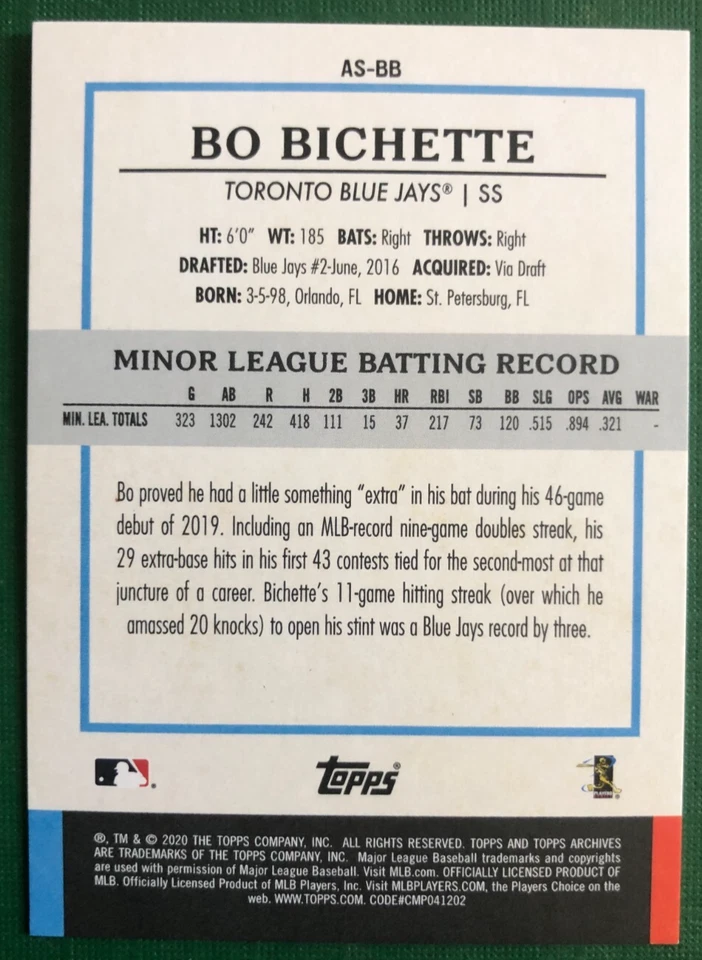 AS-BB
BO BICHETTE
TORONTO BLUE JAYS® | SS
HT: 6'0" WT: 185 BATS: Right THROWS: Right
DRAFTED: Blue Jays #2-June, 2016 ACQUIRED: Via Draft
BORN: 3-5-98, Orlando, FL HOME: St. Petersburg, FL
MINOR LEAGUE BATTING RECORD
G AB R H 2B 3B HR RBI SB BB SLG OPS AVG WAR
MIN. LEA. TOTALS 323 1302 242 418 111 15 37 217 73 120 .515 .894 .321 -
Bo proved he had a little something "extra" in his bat during his 46-game
debut of 2019. Including an MLB-record nine-game doubles streak, his
29 extra-base hits in his first 43 contests tied for the second-most at that
juncture of a career. Bichette's 11-game hitting streak (over which he
amassed 20 knocks) to open his stint was a Blue Jays record by three.
Topps®
®, TM & © 2020 THE TOPPS COMPANY, INC. ALL RIGHTS RESERVED. TOPPS AND TOPPS ARCHIVES
ARE TRADEMARKS OF THE TOPPS COMPANY, INC. Major League Baseball trademarks and copyrights
are used with permission of Major League Baseball. Visit MLB.com. OFFICIALLY LICENSED PRODUCT OF
MLB. Officially Licensed Product of MLB Players, Inc. Visit MLBPLAYERS.COM, the Players Choice on the
web. WWW.TOPPS.COM. CODE#CMP041202